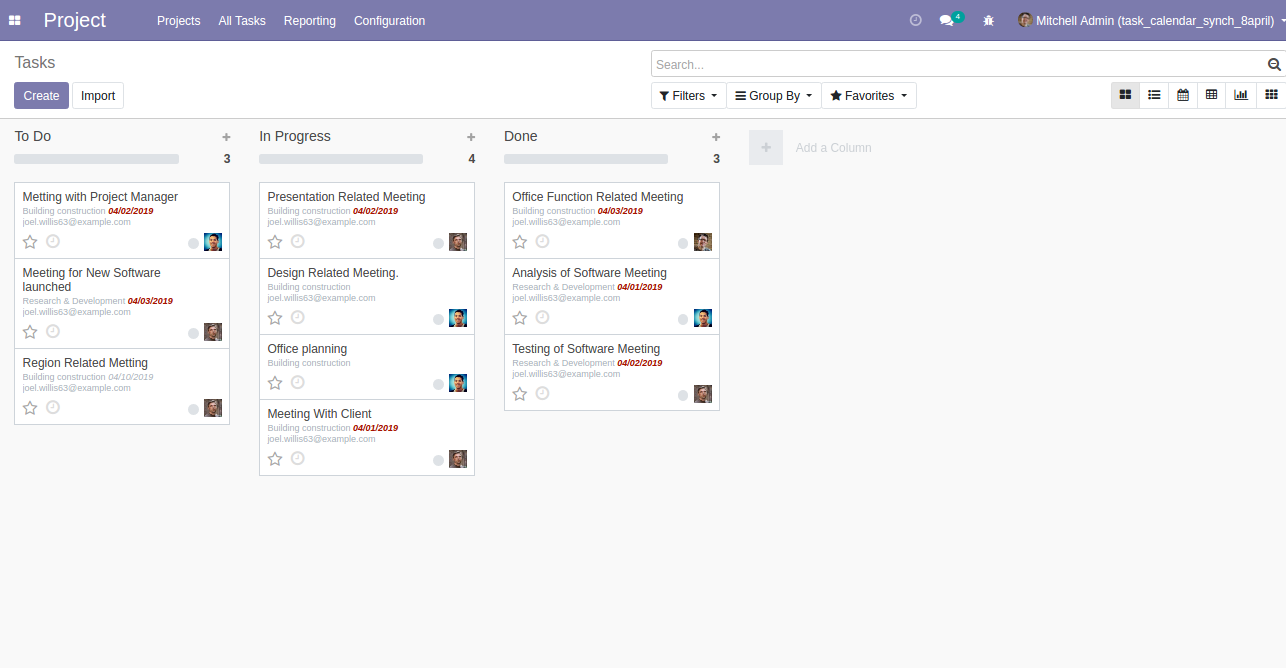 Project Projects All Tasks Reporting Configuration 4 Mitchell Admin (task_calendar_synch_8april)
Tasks
Search...
Create Import
Filters Group By Favorites
To Do
3
Metting with Project Manager
Building construction 04/02/2019
joel.willis63@example.com
Meeting for New Software
launched
Research & Development 04/03/2019
joel.willis63@example.com
Region Related Metting
Building construction 04/10/2019
joel.willis63@example.com
In Progress
4
Presentation Related Meeting
Building construction 04/02/2019
joel.willis63@example.com
Design Related Meeting.
Building construction
joel.willis63@example.com
Office planning
Building construction
Meeting With Client
Building construction 04/01/2019
joel.willis63@example.com
Done
3
Office Function Related Meeting
Building construction 04/03/2019
joel.willis63@example.com
Analysis of Software Meeting
Research & Development 04/01/2019
joel.willis63@example.com
Testing of Software Meeting
Research & Development 04/02/2019
joel.willis63@example.com
Add a Column